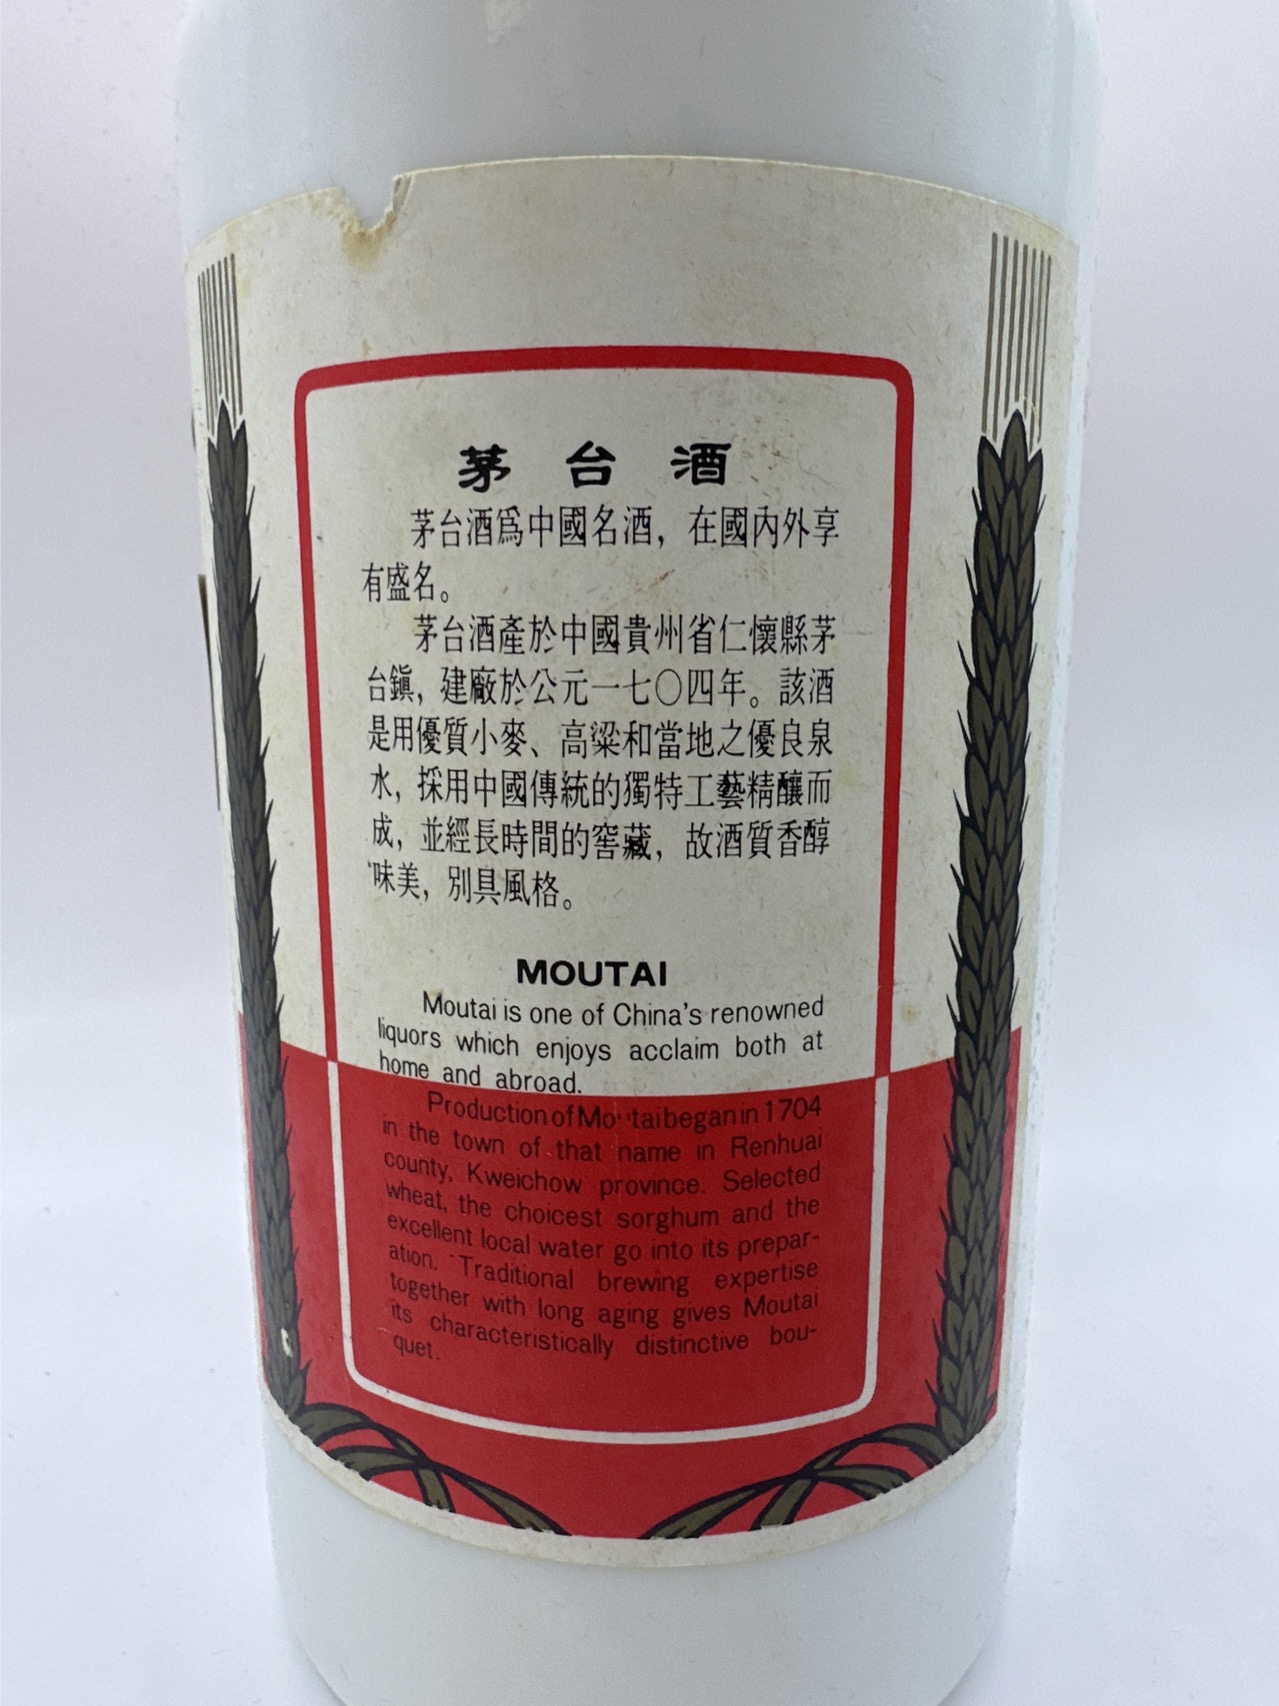 茅台酒
茅台酒爲中國名酒，在國內外享
有盛名。
茅台酒產於中國貴州省仁懷縣茅
台鎮，建廠於公元一七〇四年。該酒
是用優質小麥、高粱和當地之優良泉
水，採用中國傳統的獨特工藝精釀而
成，並經長時間的窖藏，故酒質香醇
味美，別具風格。
MOUTAI
Moutai is one of China's renowned
liquors which enjoys acclaim both at
home and abroad.
Production of Moutai began in 1704
in the town of that name in Renhuai
county, Kweichow province. Selected
wheat, the choicest sorghum and the
excellent local water go into its prepar-
ation. Traditional brewing expertise
together with long aging gives Moutai
its characteristically distinctive bou-
quet.